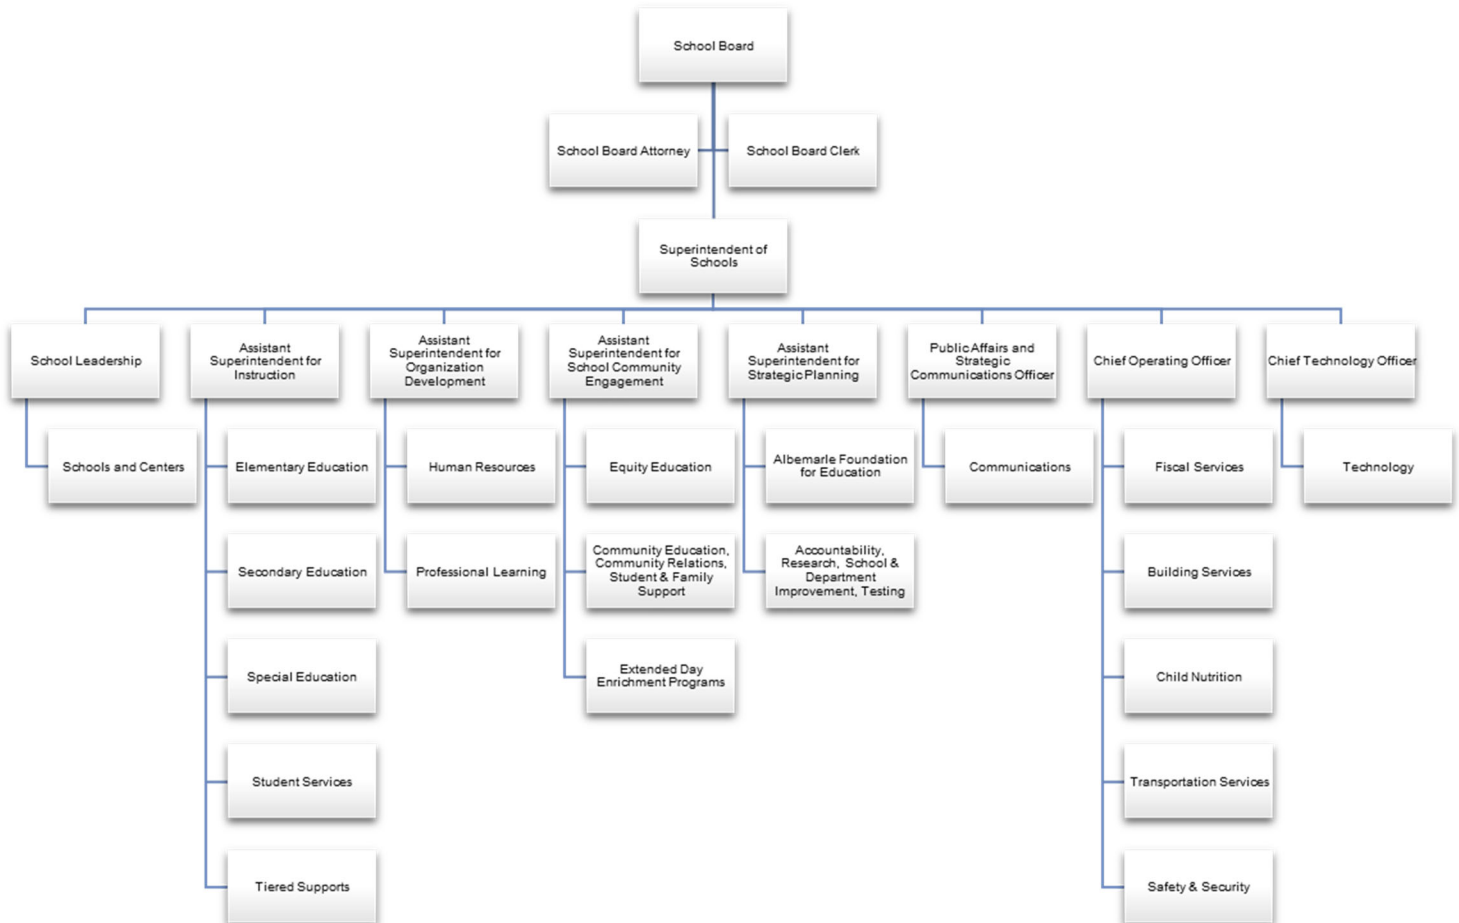 School Board
School Board Attorney
School Board Clerk
Superintendent of
Schools
School Leadership
Assistant
Superintendent for
Instruction
Assistant
Superintendent for
Organization
Development
Assistant
Superintendent for
School Community
Engagement
Assistant
Superintendent for
Strategic Planning
Public Affairs and
Strategic
Communications Officer
Chief Operating Officer
Chief Technology Officer
Schools and Centers
Elementary Education
Human Resources
Equity Education
Albemarle Foundation
for Education
Communications
Fiscal Services
Technology
Secondary Education
Professional Learning
Community Education,
Community Relations,
Student & Family
Support
Accountability,
Research, School &
Department
Improvement, Testing
Building Services
Special Education
Extended Day
Enrichment Programs
Child Nutrition
Student Services
Transportation Services
Tiered Supports
Safety & Security